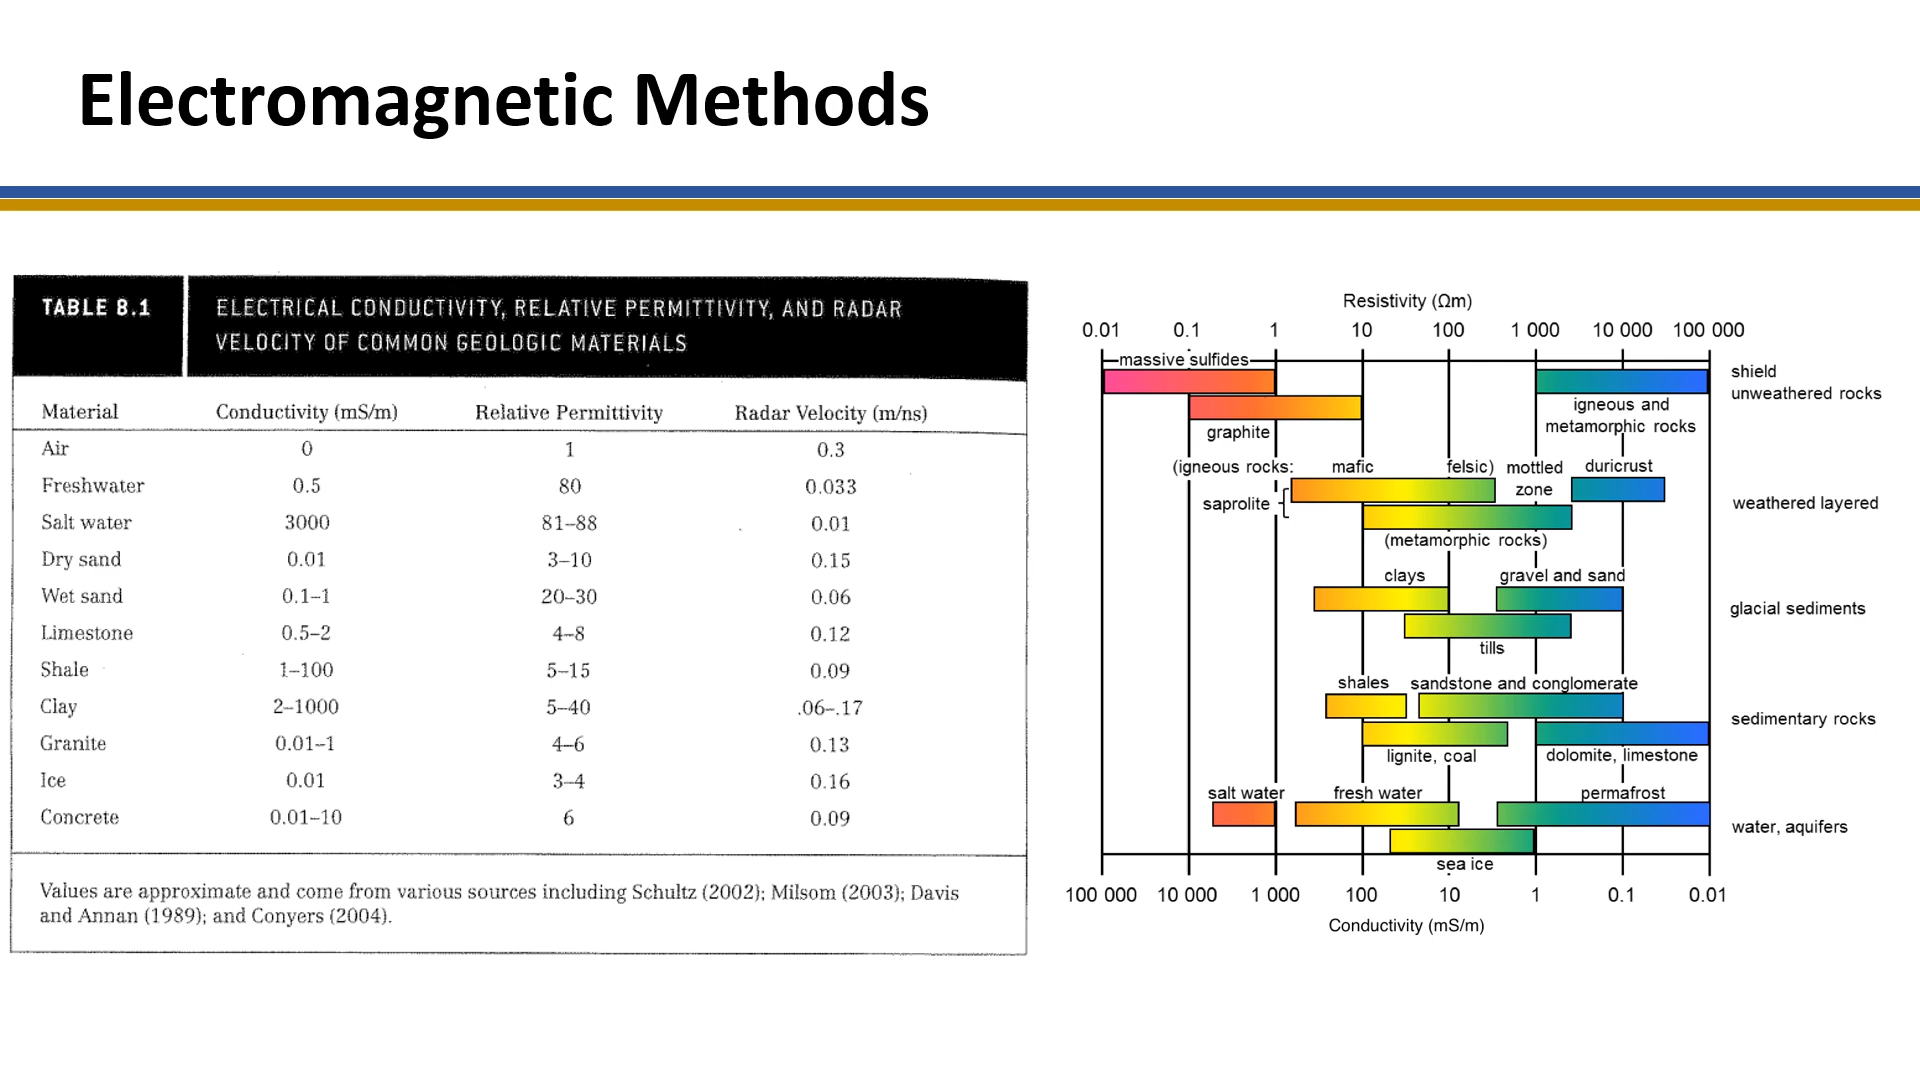 Electromagnetic Methods
TABLE 8.1
ELECTRICAL CONDUCTIVITY, RELATIVE PERMITTIVITY, AND RADAR
VELOCITY OF COMMON GEOLOGIC MATERIALS
Material Conductivity (mS/m) Relative Permittivity Radar Velocity (m/ns)
Air 0 1 0.3
Freshwater 0.5 80 0.033
Salt water 3000 81–88 0.01
Dry sand 0.01 3–10 0.15
Wet sand 0.1–1 20–30 0.06
Limestone 0.5–2 4–8 0.12
Shale 1–100 5–15 0.09
Clay 2–1000 5–40 .06–.17
Granite 0.01–1 4–6 0.13
Ice 0.01 3–4 0.16
Concrete 0.01–10 6 0.09
Values are approximate and come from various sources including Schultz (2002); Milsom (2003); Davis
and Annan (1989); and Conyers (2004).
Resistivity (Ωm)
0.01 0.1 1 10 100 1 000 10 000 100 000
massive sulfides
shield
unweathered rocks
igneous and
metamorphic rocks
graphite
(igneous rocks: mafic felsic) mottled
zone
duricrust
saprolite
weathered layered
(metamorphic rocks)
clays gravel and sand
glacial sediments
tills
shales sandstone and conglomerate
sedimentary rocks
lignite, coal dolomite, limestone
salt water fresh water permafrost
water, aquifers
sea ice
100 000 10 000 1 000 100 10 1 0.1 0.01
Conductivity (mS/m)